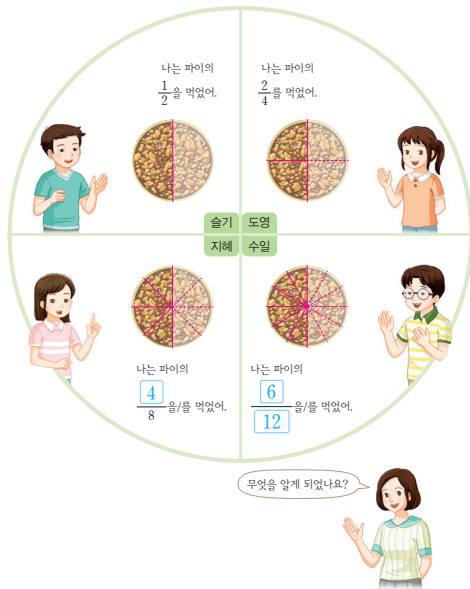 나는 파이의
1
2
을 먹었어.
나는 파이의
2
4
를 먹었어.
슬기
도영
지혜
수일
나는 파이의
4
8
을/를 먹었어.
나는 파이의
6
12
을/를 먹었어.
무엇을 알게 되었나요?